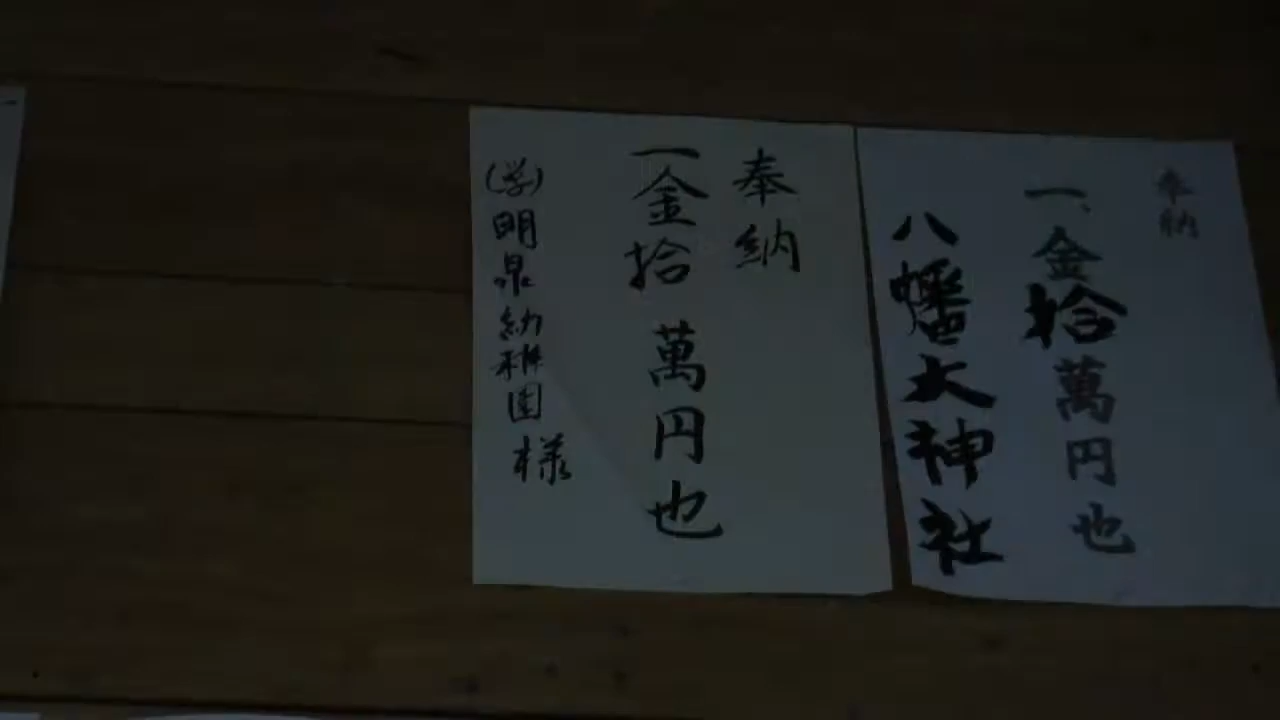 奉納
一、金拾萬円也
八幡大神社
奉納
一金拾萬円也
(学)明泉幼稚園様